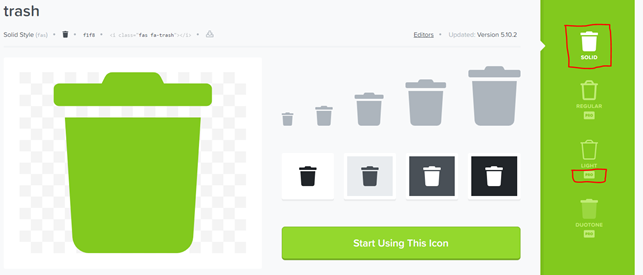 trash
Solid Style (fas) • • f1f8 • <i class="fas fa-trash"></i> •
Editors • Updated: Version 5.10.2
SOLID
REGULAR
PRO
LIGHT
PRO
DUOTONE
PRO
Start Using This Icon